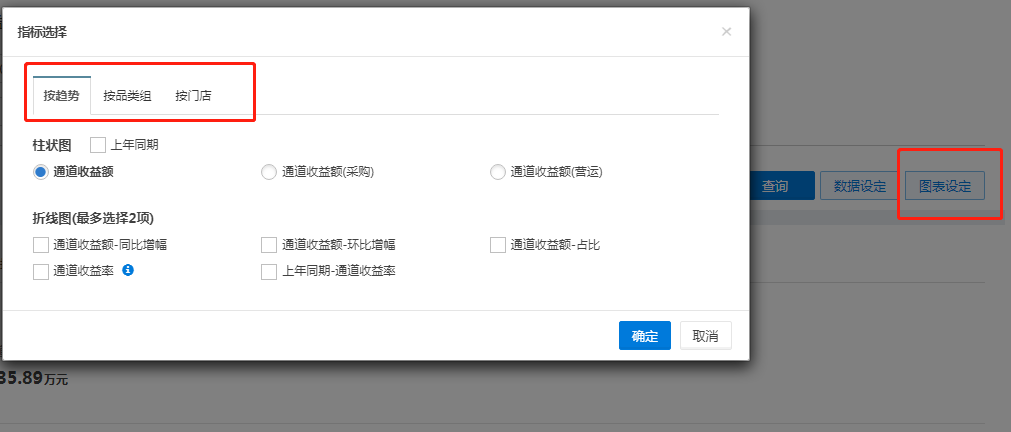 指标选择
×
按趋势 按品类组 按门店
柱状图 上年同期
通道收益额 通道收益额(采购) 通道收益额(营运)
查询 数据设定 图表设定
折线图(最多选择2项)
通道收益额-同比增幅 通道收益额-环比增幅 通道收益额-占比
通道收益率 上年同期-通道收益率
确定 取消
35.89万元